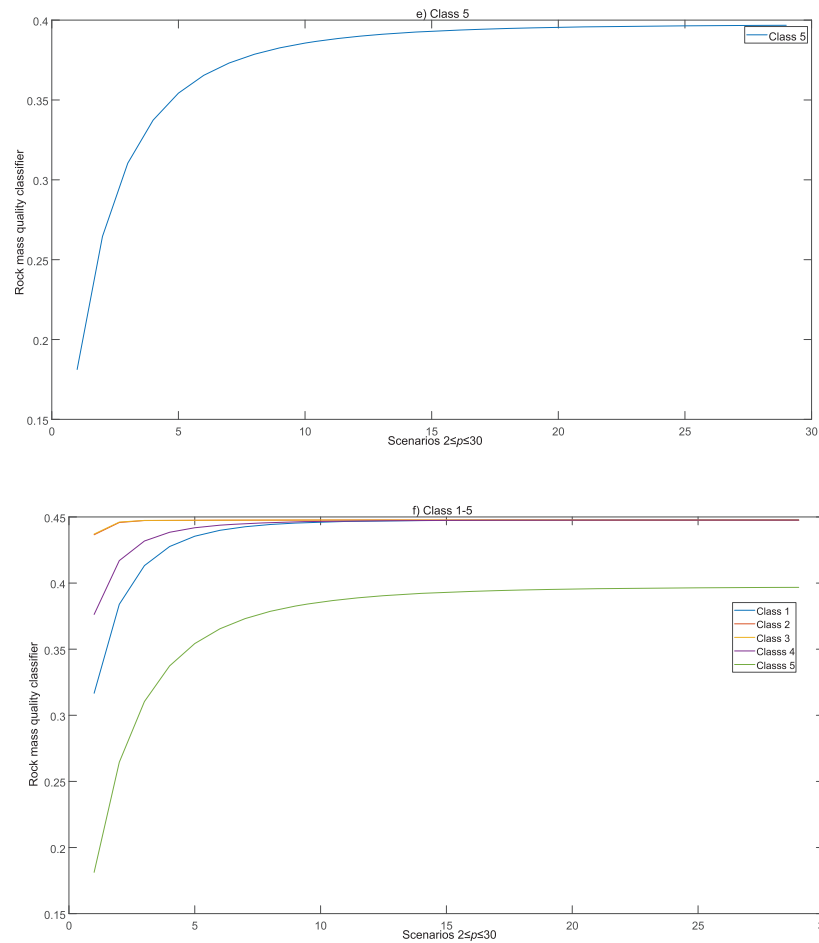 e) Class 5
0.4
Class 5
0.35
0.3
Rock mass quality classifier
0.25
0.2
0.15
0 5 10 15 20 25 30
Scenarios 2≤p≤30
f) Class 1-5
0.45
0.4
Class 1
Class 2
Class 3
Classs 4
Classs 5
0.35
0.3
Rock mass quality classifier
0.25
0.2
0.15
0 5 10 15 20 25
Scenarios 2≤p≤30